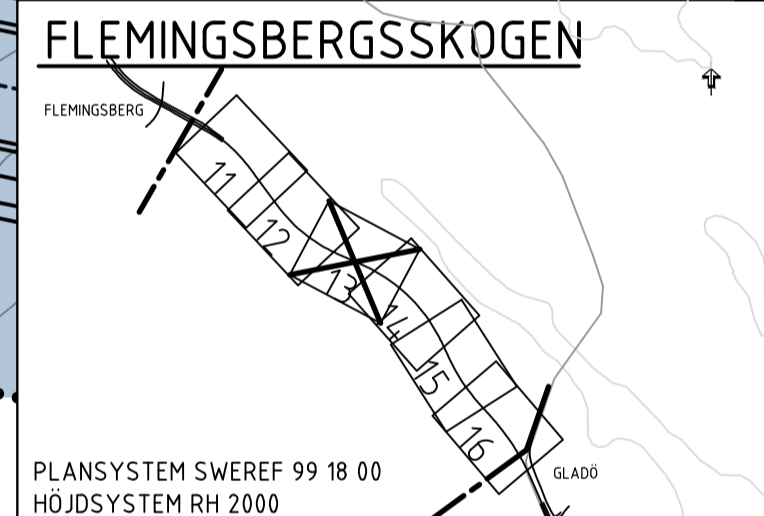 FLEMINGSBERGSSKOGEN
FLEMINGSBERG
11
12
13
14
15
16
GLADÖ
PLANSYSTEM SWEREF 99 18 00
HÖJDSYSTEM RH 2000